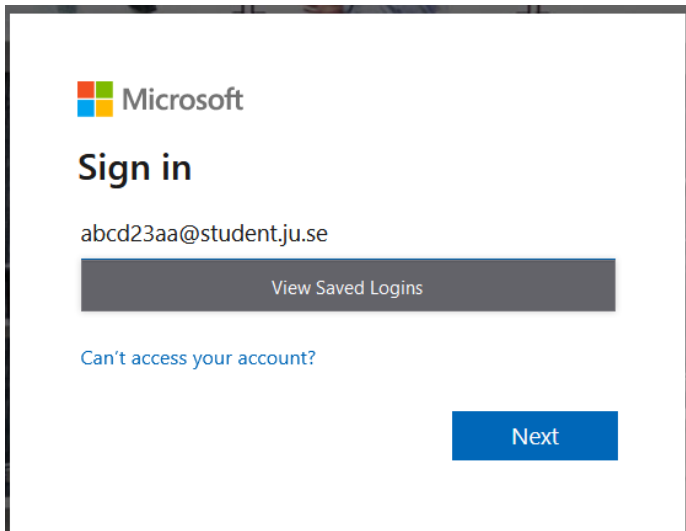 Microsoft
Sign in
abcd23aa@student.ju.se
View Saved Logins
Can't access your account?
Next